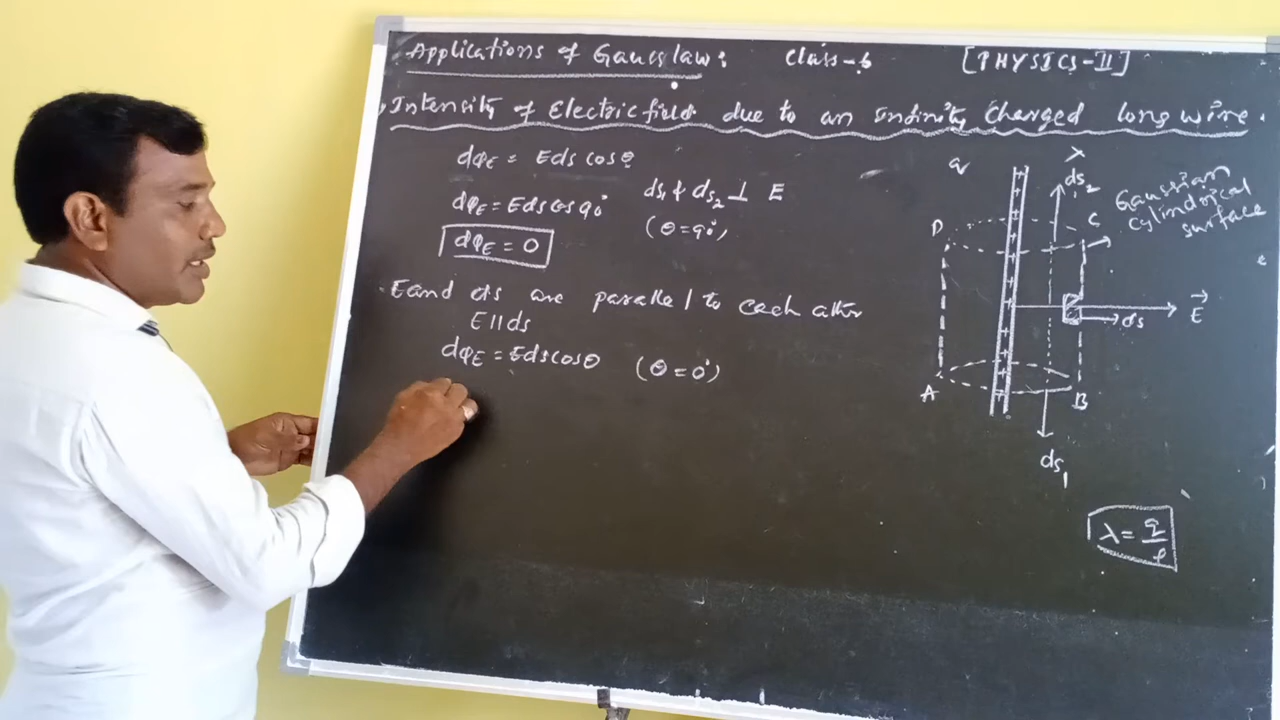 Applications of Gauss law: Class-6 [PHYSICS-II]
Intensity of Electric field due to an infinity charged long wire.
dφE = Eds cosθ
dφE = Eds cos 90° ds1 & ds2 ⊥ E
(θ=90°)
dφE = 0
E and ds are parallel to each other
E ∥ ds
dφE = Eds cosθ (θ = 0°)
q
λ
ds2
Gaussian
cylindrical
surface
D
C
ds
E⃗
A
B
ds1
λ = q/ℓ